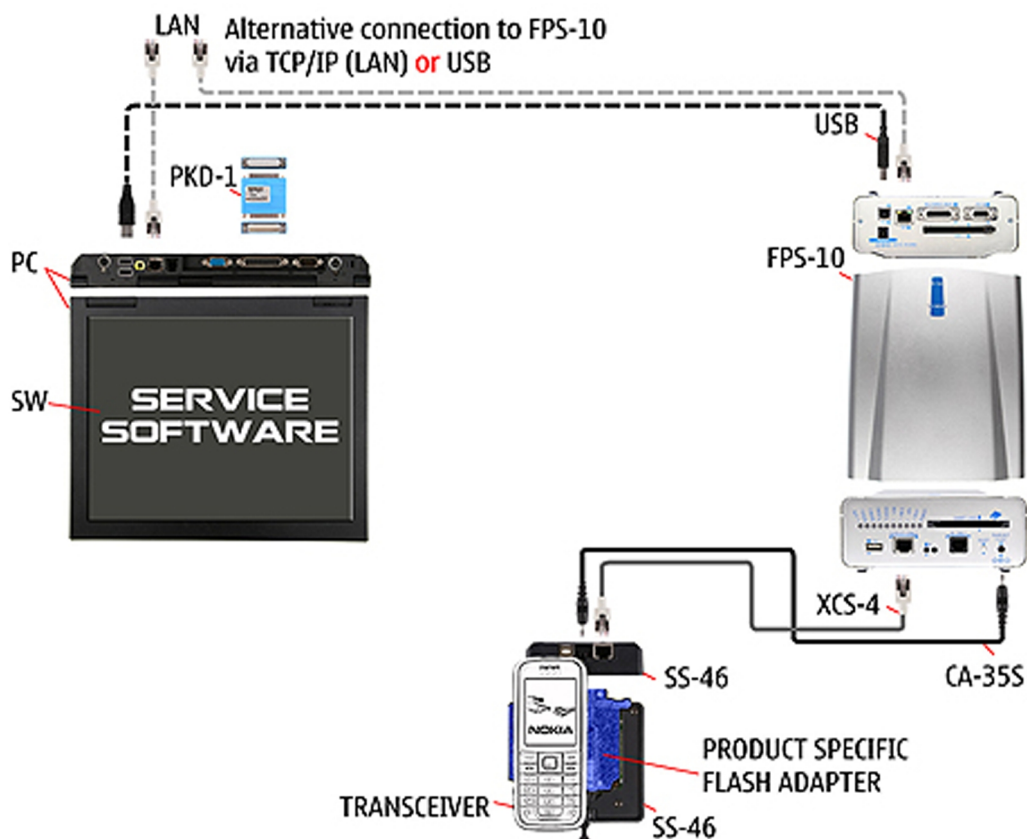 LAN
Alternative connection to FPS-10
via TCP/IP (LAN) or USB
USB
PKD-1
FPS-10
PC
SW
SERVICE
SOFTWARE
XCS-4
CA-35S
SS-46
NOKIA
PRODUCT SPECIFIC
FLASH ADAPTER
TRANSCEIVER
SS-46